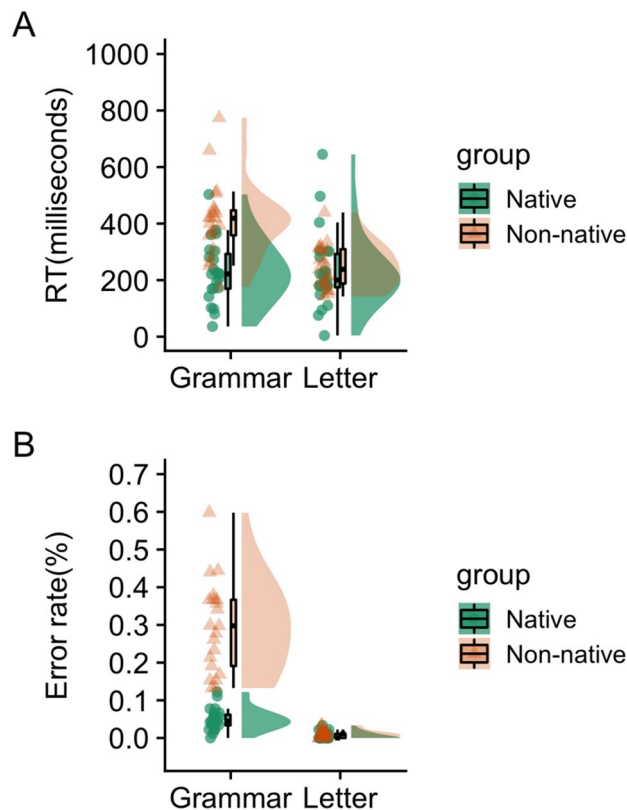 A
1000
800
600
400
200
0
RT(milliseconds)
Grammar Letter
group
Native
Non-native
B
0.7
0.6
0.5
0.4
0.3
0.2
0.1
0.0
Error rate(%)
Grammar Letter
group
Native
Non-native